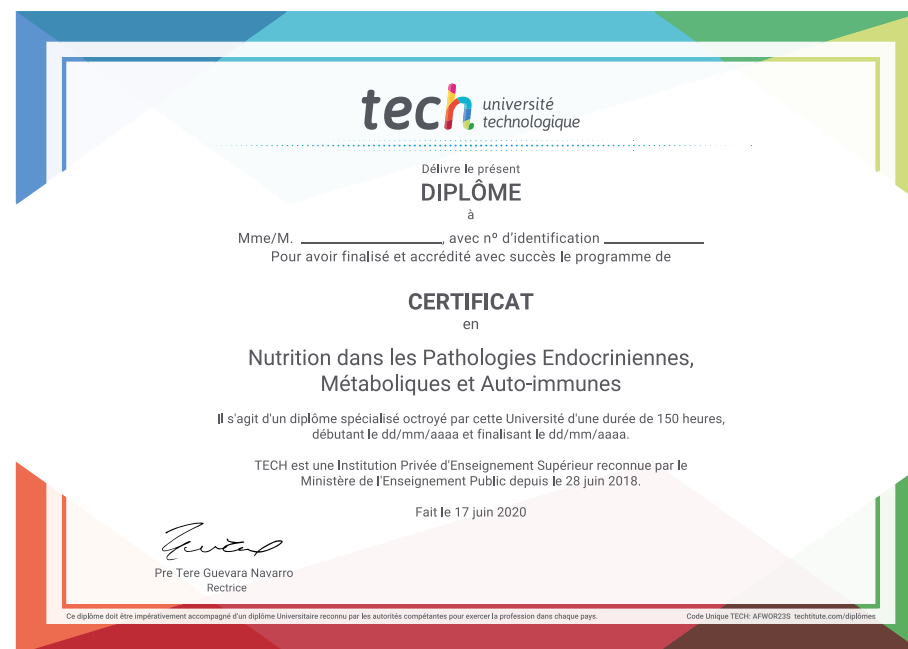 tech université
technologique
Délivre le présent
DIPLÔME
à
Mme/M. ____________________, avec nº d'identification ______________
Pour avoir finalisé et accrédité avec succès le programme de
CERTIFICAT
en
Nutrition dans les Pathologies Endocriniennes,
Métaboliques et Auto-immunes
Il s'agit d'un diplôme spécialisé octroyé par cette Université d'une durée de 150 heures,
débutant le dd/mm/aaaa et finalisant le dd/mm/aaaa.
TECH est une Institution Privée d'Enseignement Supérieur reconnue par le
Ministère de l'Enseignement Public depuis le 28 juin 2018.
Fait le 17 juin 2020
Pre Tere Guevara Navarro
Rectrice
Ce diplôme doit être impérativement accompagné d'un diplôme Universitaire reconnu par les autorités compétentes pour exercer la profession dans chaque pays.
Code Unique TECH: AFWOR23S techtitute.com/diplômes